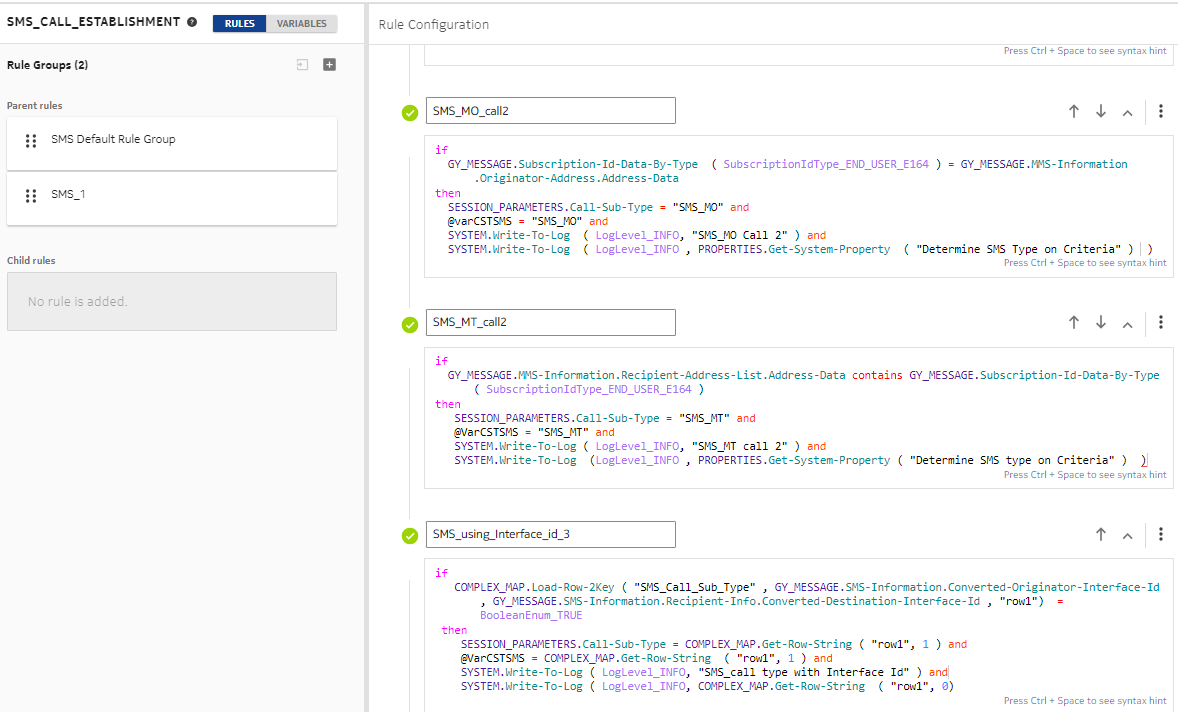 SMS_CALL_ESTABLISHMENT ? RULES VARIABLES
Rule Groups (2)
Parent rules
SMS Default Rule Group
SMS_1
Child rules
No rule is added.
Rule Configuration
Press Ctrl + Space to see syntax hint
SMS_MO_call2
if
GY_MESSAGE.Subscription-Id-Data-By-Type ( SubscriptionIdType_END_USER_E164 ) = GY_MESSAGE.MMS-Information
.Originator-Address.Address-Data
then
SESSION_PARAMETERS.Call-Sub-Type = "SMS_MO" and
@varCSTSMS = "SMS_MO" and
SYSTEM.Write-To-Log ( LogLevel_INFO, "SMS_MO Call 2" ) and
SYSTEM.Write-To-Log ( LogLevel_INFO , PROPERTIES.Get-System-Property ( "Determine SMS Type on Criteria" ) )
Press Ctrl + Space to see syntax hint
SMS_MT_call2
if
GY_MESSAGE.MMS-Information.Recipient-Address-List.Address-Data contains GY_MESSAGE.Subscription-Id-Data-By-Type
( SubscriptionIdType_END_USER_E164 )
then
SESSION_PARAMETERS.Call-Sub-Type = "SMS_MT" and
@VarCSTSMS = "SMS_MT" and
SYSTEM.Write-To-Log ( LogLevel_INFO, "SMS_MT call 2" ) and
SYSTEM.Write-To-Log (LogLevel_INFO , PROPERTIES.Get-System-Property ( "Determine SMS type on Criteria" ) )
Press Ctrl + Space to see syntax hint
SMS_using_Interface_id_3
if
COMPLEX_MAP.Load-Row-2Key ( "SMS_Call_Sub_Type" , GY_MESSAGE.SMS-Information.Converted-Originator-Interface-Id
, GY_MESSAGE.SMS-Information.Recipient-Info.Converted-Destination-Interface-Id , "row1") =
BooleanEnum_TRUE
then
SESSION_PARAMETERS.Call-Sub-Type = COMPLEX_MAP.Get-Row-String ( "row1", 1 ) and
@VarCSTSMS = COMPLEX_MAP.Get-Row-String ( "row1", 1 ) and
SYSTEM.Write-To-Log ( LogLevel_INFO, "SMS_call type with Interface Id" ) and
SYSTEM.Write-To-Log ( LogLevel_INFO, COMPLEX_MAP.Get-Row-String ( "row1", 0)
Press Ctrl + Space to see syntax hint